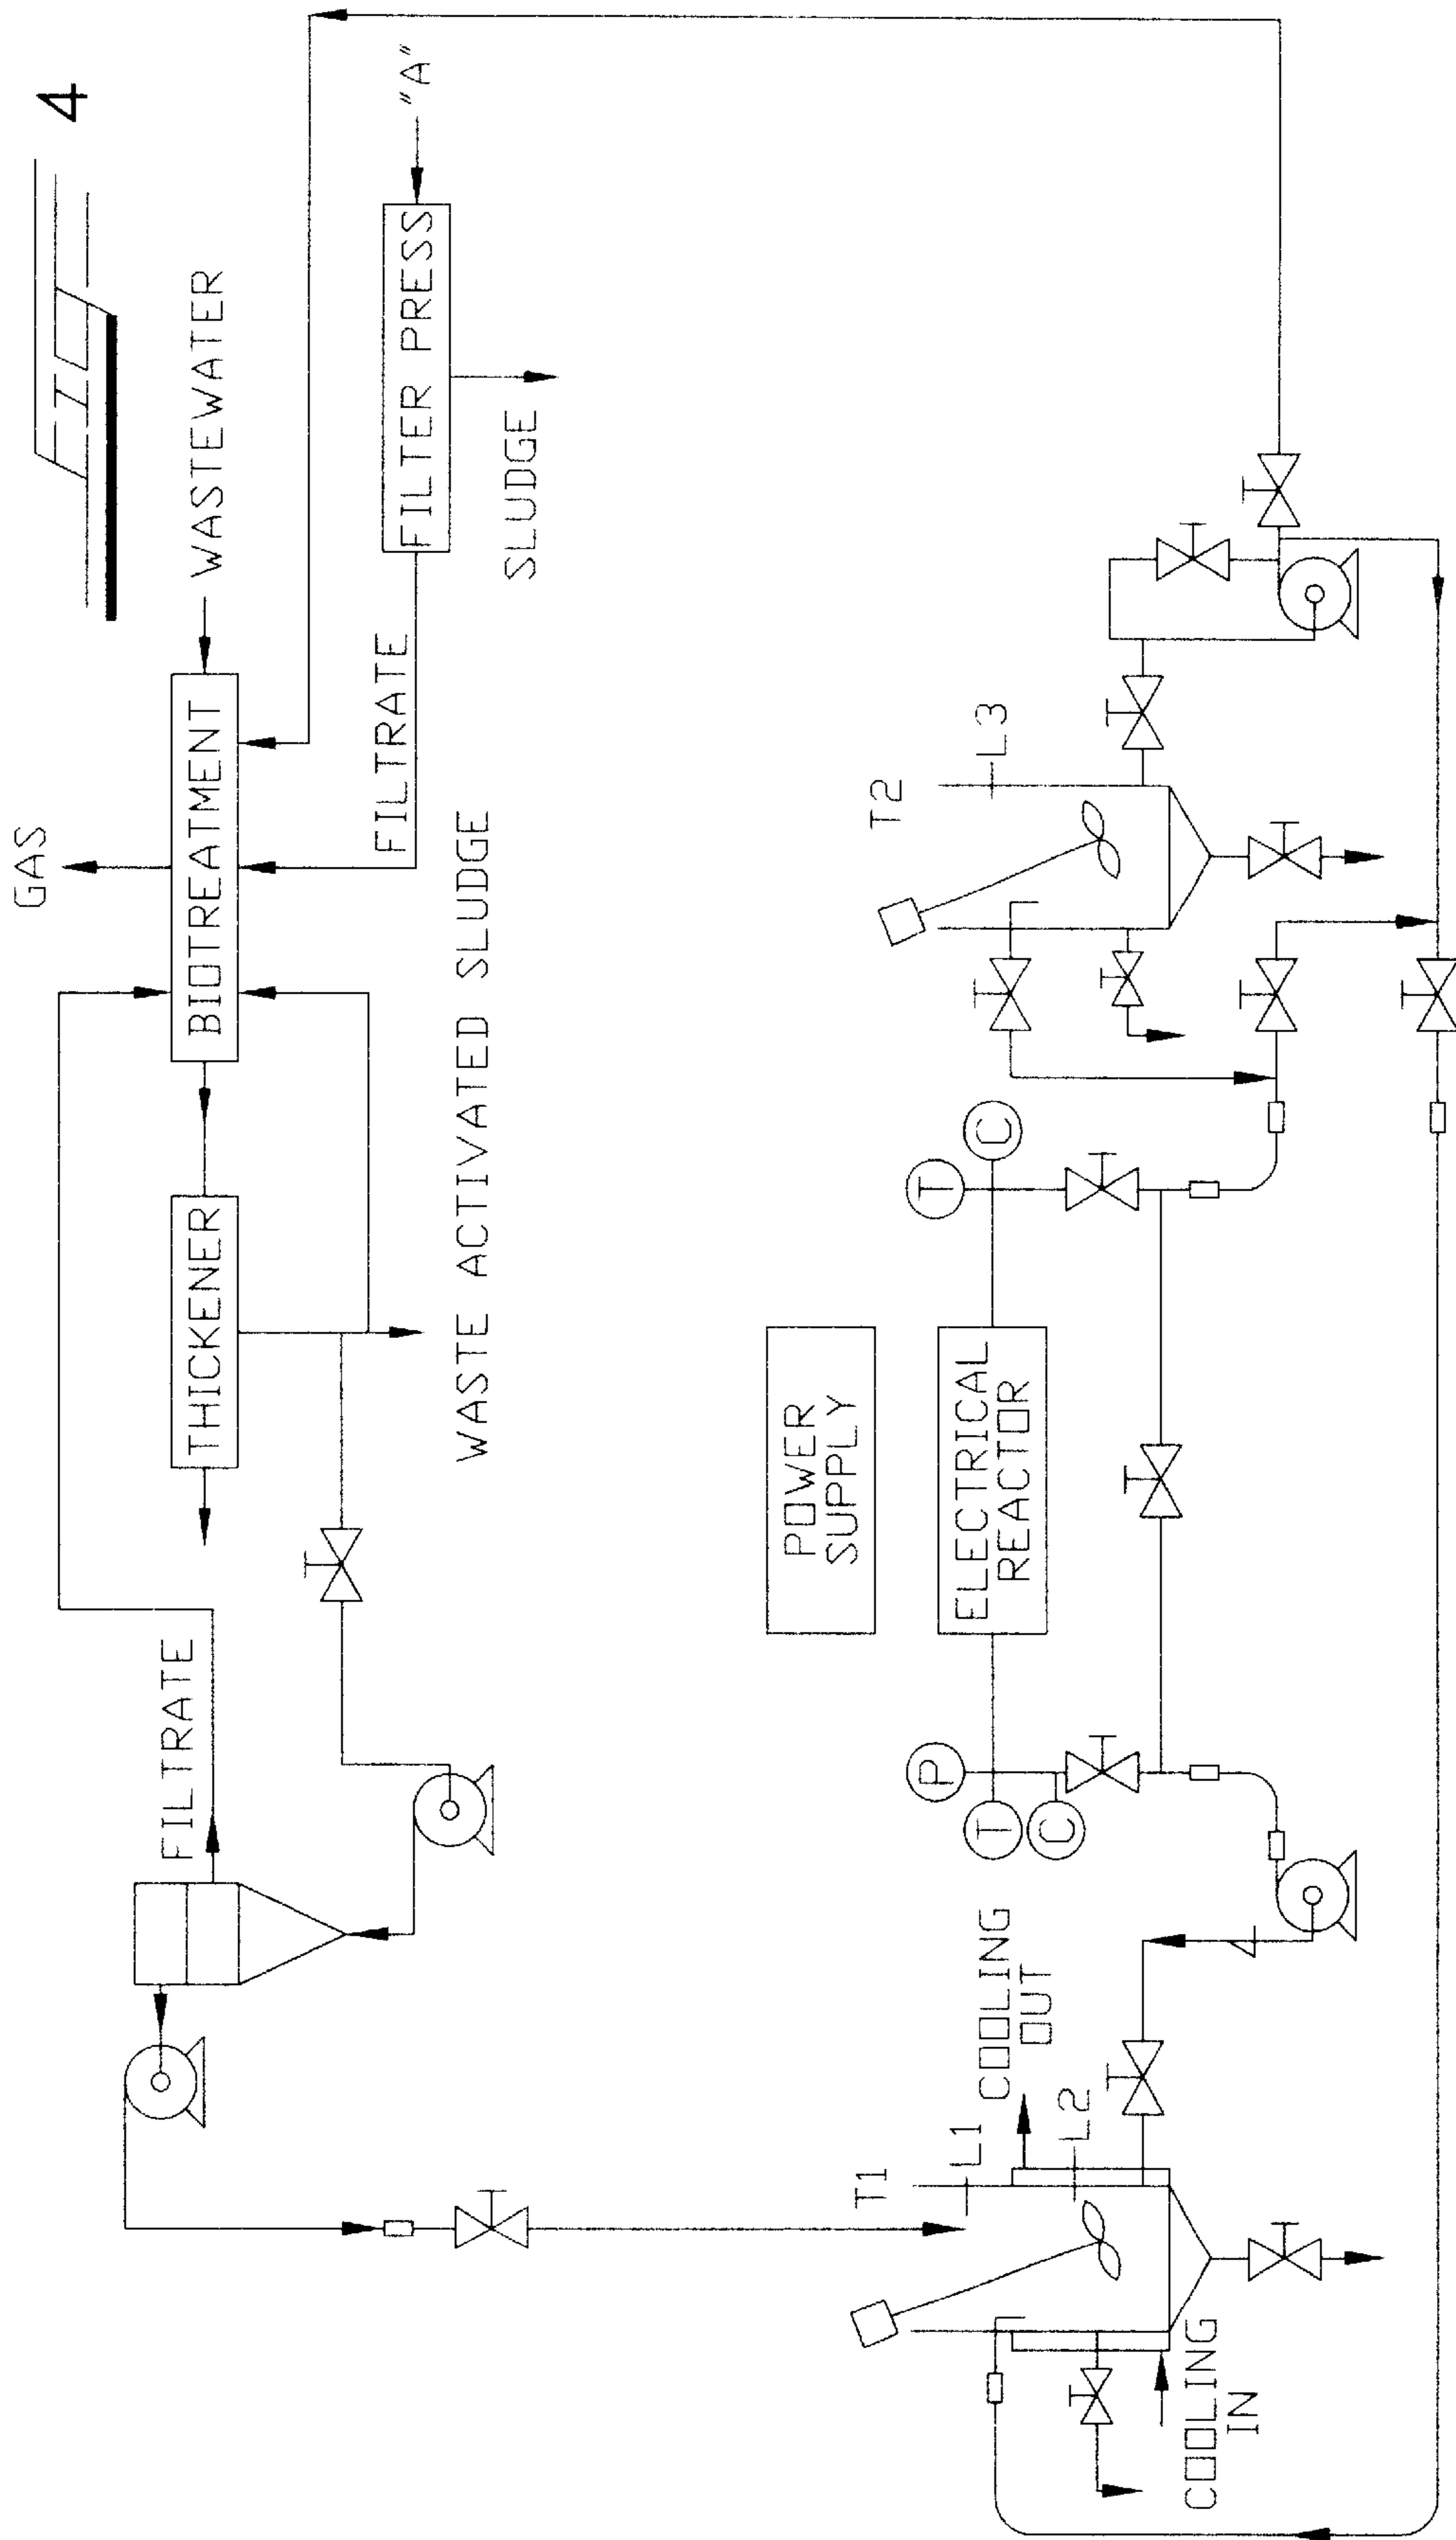 FIG 4
GAS
WASTEWATER
BIOTREATMENT
THICKENER
FILTRATE
"A"
FILTER PRESS
FILTRATE
SLUDGE
WASTE ACTIVATED SLUDGE
POWER
SUPPLY
ELECTRICAL
REACTOR
P
T
C
T
C
T1
L1
L2
COOLING
OUT
COOLING
IN
T2
L3